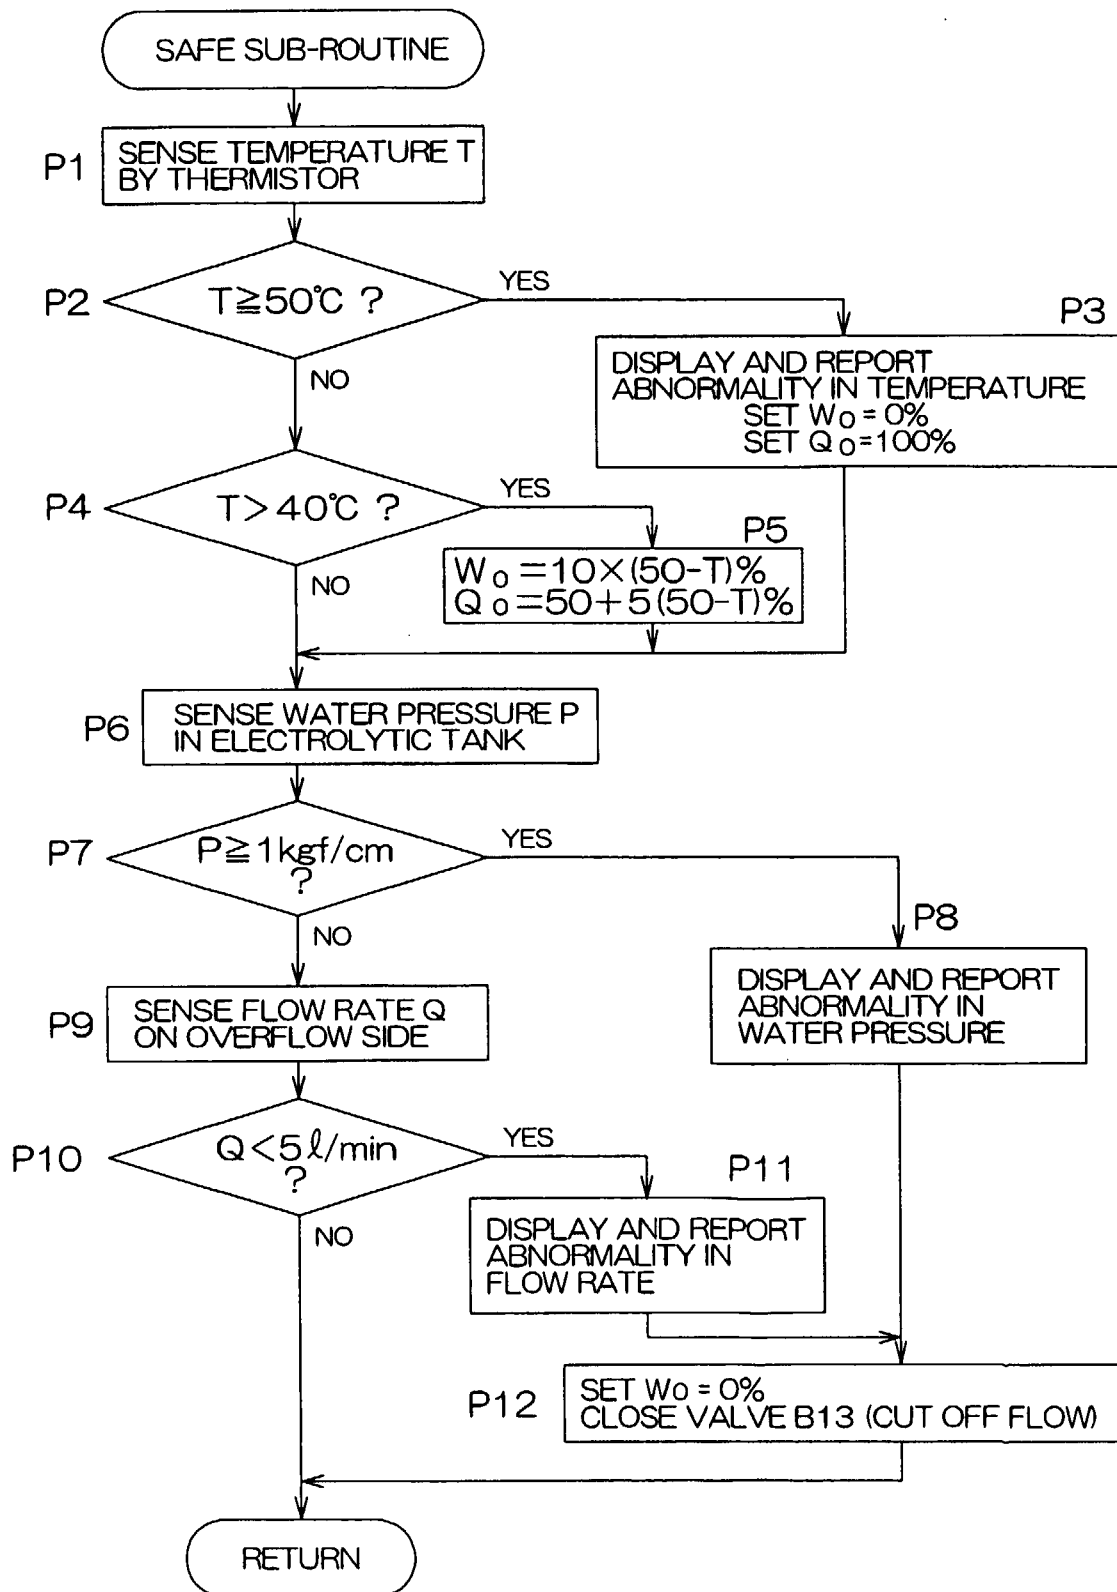 SAFE SUB-ROUTINE
P1
SENSE TEMPERATURE T
BY THERMISTOR
P2
T≧50℃ ?
YES
NO
P3
DISPLAY AND REPORT
ABNORMALITY IN TEMPERATURE
SET Wo = 0%
SET Qo=100%
P4
T>40℃ ?
YES
NO
P5
Wo=10×(50-T)%
Qo=50+5(50-T)%
P6
SENSE WATER PRESSURE P
IN ELECTROLYTIC TANK
P7
P≧1kgf/cm
?
YES
NO
P8
DISPLAY AND REPORT
ABNORMALITY IN
WATER PRESSURE
P9
SENSE FLOW RATE Q
ON OVERFLOW SIDE
P10
Q<5ℓ/min
?
YES
NO
P11
DISPLAY AND REPORT
ABNORMALITY IN
FLOW RATE
P12
SET Wo = 0%
CLOSE VALVE B13 (CUT OFF FLOW)
RETURN